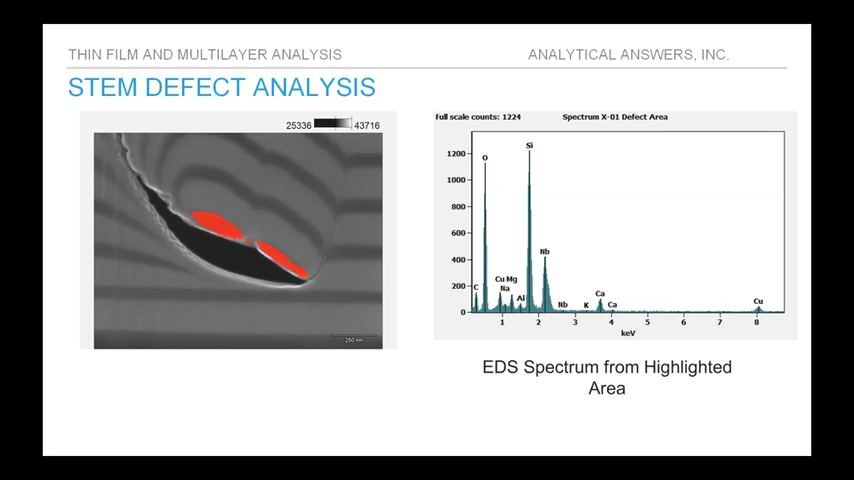 THIN FILM AND MULTILAYER ANALYSIS
ANALYTICAL ANSWERS, INC.
STEM DEFECT ANALYSIS
25336 43716
250 nm
Full scale counts: 1224
Spectrum X-01 Defect Area
1200
1000
800
600
400
200
0
C
O
Cu
Na
Mg
Al
Si
Nb
Nb
K
Ca
Ca
Cu
1 2 3 4 5 6 7 8
keV
EDS Spectrum from Highlighted
Area